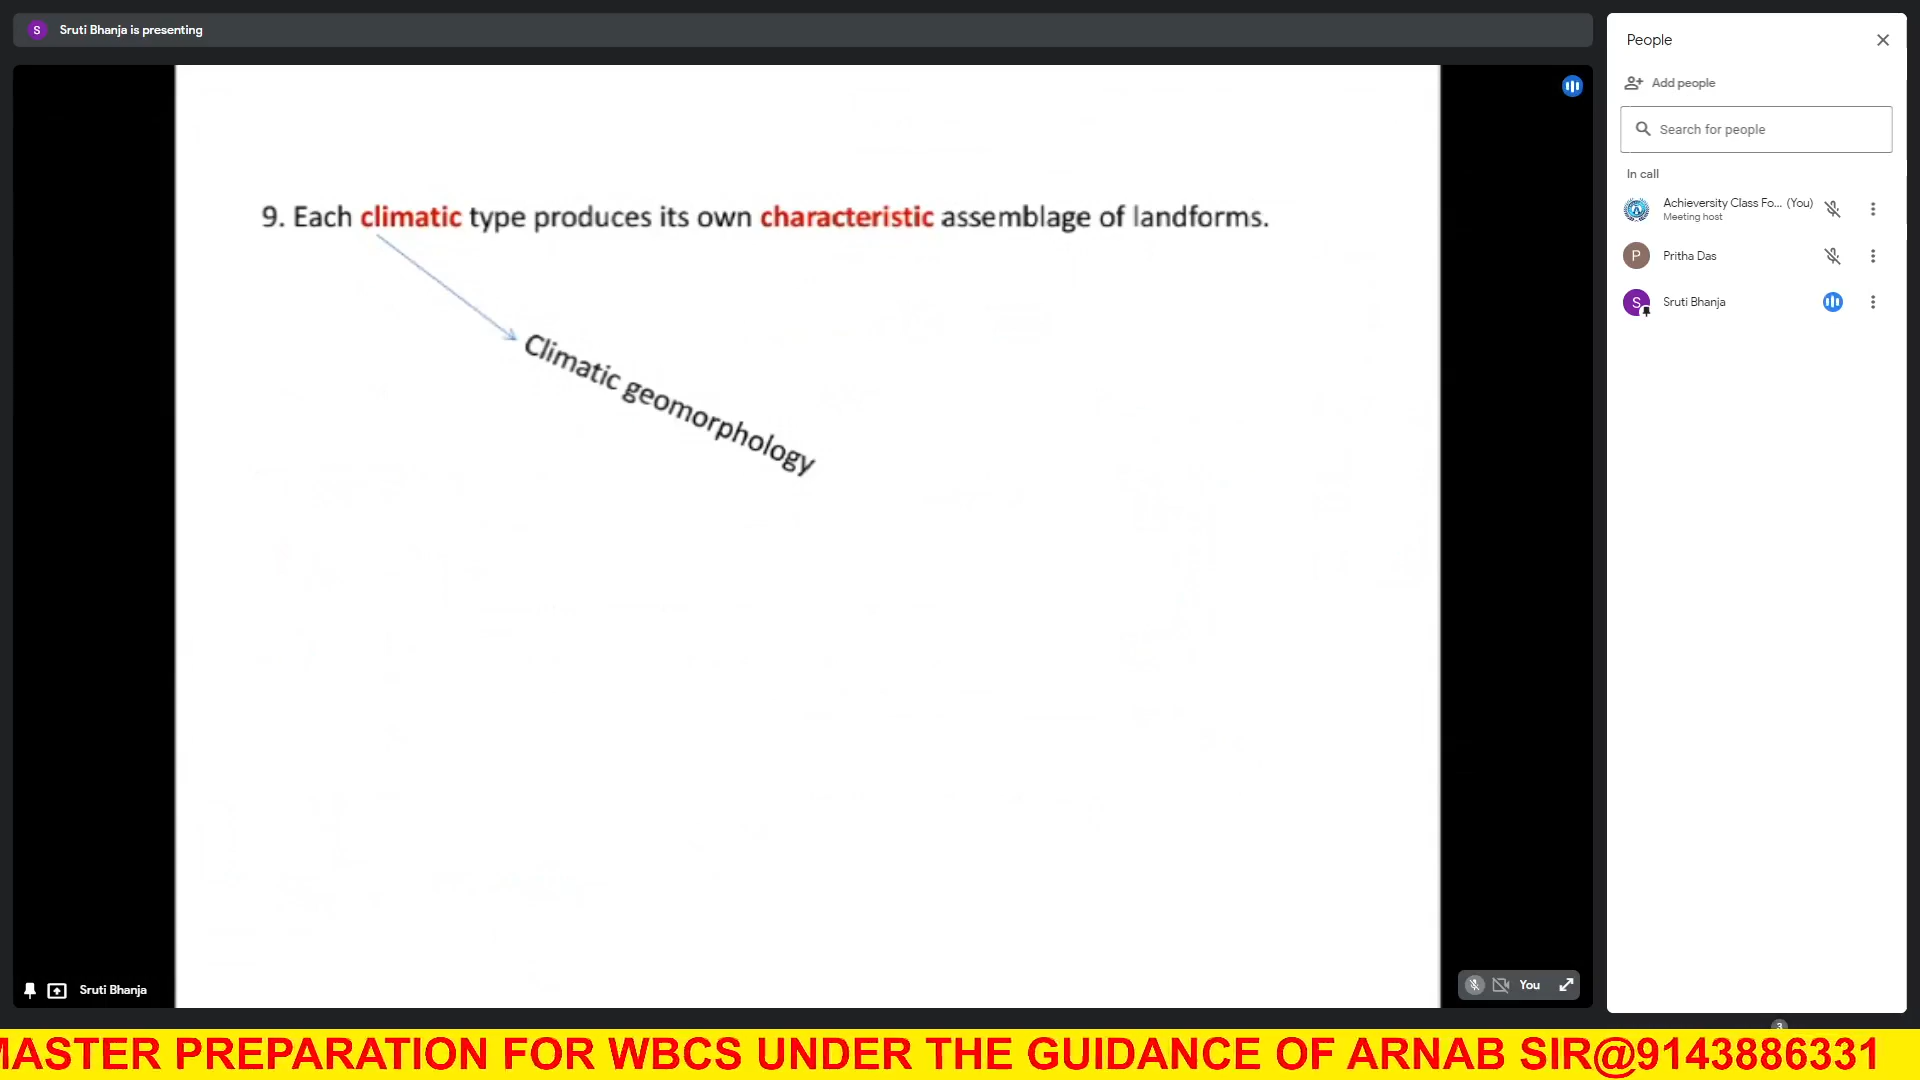 S Sruti Bhanja is presenting
9. Each climatic type produces its own characteristic assemblage of landforms.
Climatic geomorphology
Sruti Bhanja
You
People
Add people
Search for people
In call
Achieversity Class Fo... (You)
Meeting host
P Pritha Das
S Sruti Bhanja
3
MASTER PREPARATION FOR WBCS UNDER THE GUIDANCE OF ARNAB SIR@9143886331